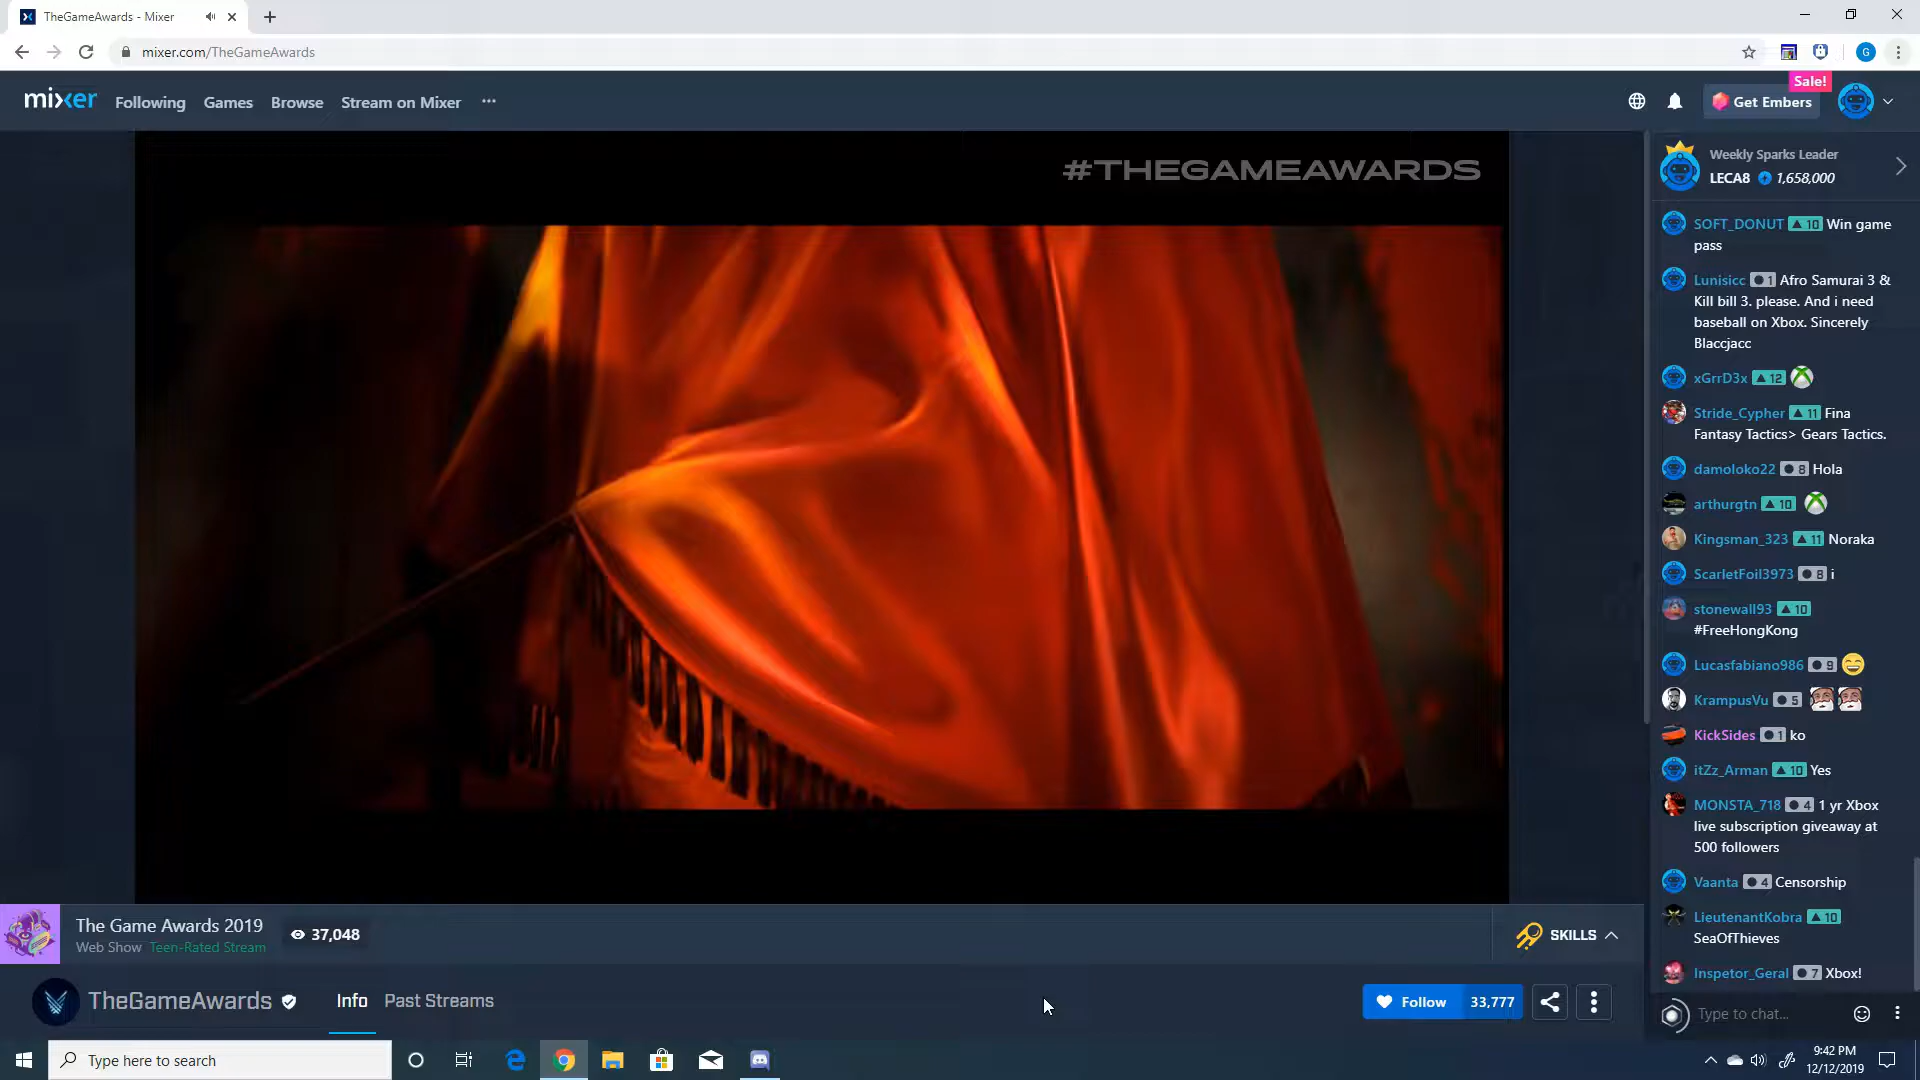 TheGameAwards - Mixer
mixer.com/TheGameAwards
Sale!
mixer Following Games Browse Stream on Mixer ... Get Embers
#THEGAMEAWARDS
Weekly Sparks Leader
LECA8 1,658,000
SOFT_DONUT 10 Win game
pass
Lunisicc 1 Afro Samurai 3 &
Kill bill 3. please. And i need
baseball on Xbox. Sincerely
Blaccjacc
xGrrD3x 12
Stride_Cypher 11 Fina
Fantasy Tactics> Gears Tactics.
damoloko22 8 Hola
arthurgtn 10
Kingsman_323 11 Noraka
ScarletFoil3973 8 i
stonewall93 10
#FreeHongKong
Lucasfabiano986 9
KrampusVu 5
KickSides 1 ko
itZz_Arman 10 Yes
MONSTA_718 4 1 yr Xbox
live subscription giveaway at
500 followers
Vaanta 4 Censorship
LieutenantKobra 10
SeaOfThieves
Inspetor_Geral 7 Xbox!
Type to chat...
The Game Awards 2019 37,048
Web Show Teen-Rated Stream
SKILLS
TheGameAwards Info Past Streams
Follow 33,777
Type here to search
9:42 PM
12/12/2019
G